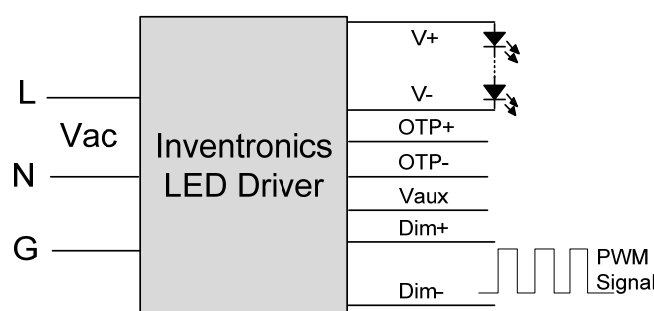 L
Vac
N
G
Inventronics
LED Driver
V+
V-
OTP+
OTP-
Vaux
Dim+
Dim-
PWM
Signal